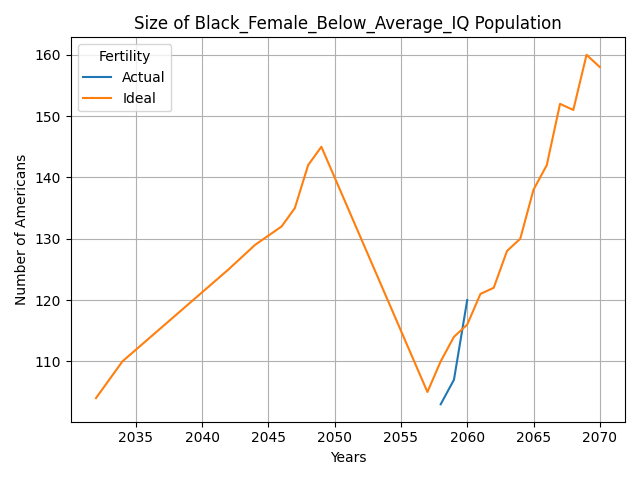 Size of Black_Female_Below_Average_IQ Population
Fertility
Actual
Ideal
Number of Americans
160
150
140
130
120
110
2035 2040 2045 2050 2055 2060 2065 2070
Years